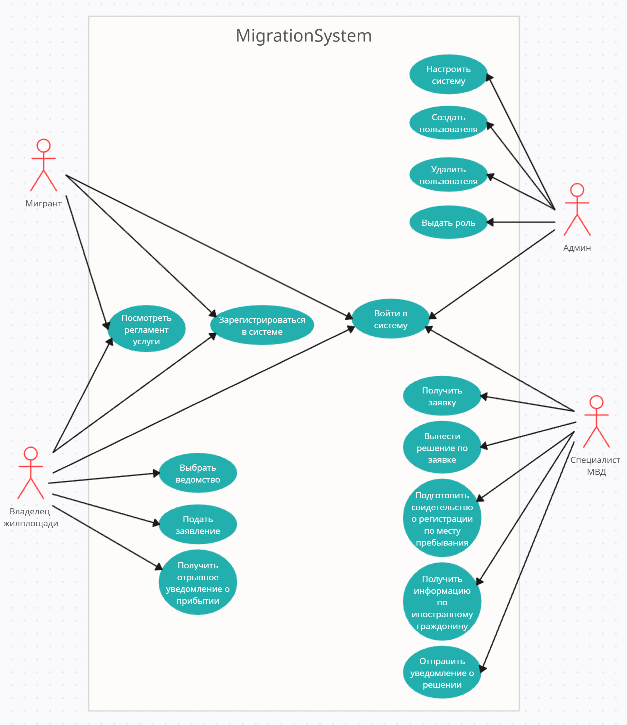 MigrationSystem
Настроить
систему
Создать
пользователя
Удалить
пользователя
Выдать роль
Мигрант
Админ
Посмотреть
регламент
услуги
Зарегистрироваться
в системе
Войти в
систему
Получить
заявку
Вынести
решение по
заявке
Специалист
МВД
Выбрать
ведомство
Владелец
жилплощади
Подать
заявление
Подготовить
свидетельство
о регистрации
по месту
пребывания
Получить
отрывное
уведомление о
прибытии
Получить
информацию
по
иностранному
граждонину
Отправить
уведомление о
решении